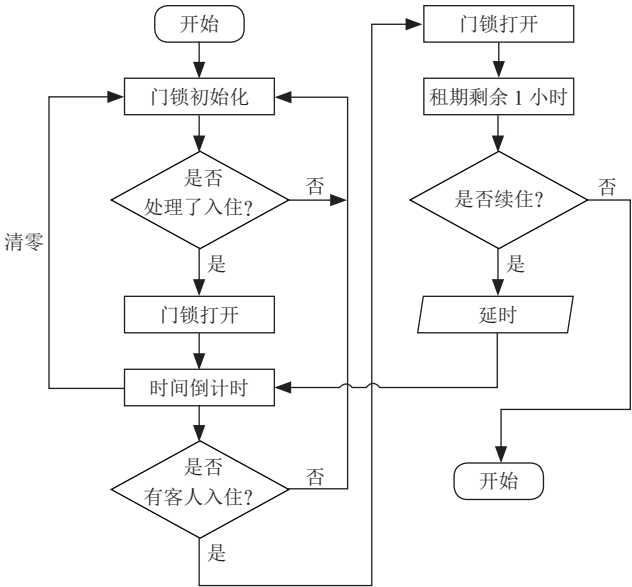 开始
门锁初始化
是否
处理了入住?
否
是
清零
门锁打开
时间倒计时
是否
有客人入住?
否
是
门锁打开
租期剩余 1 小时
是否续住?
否
是
延时
开始